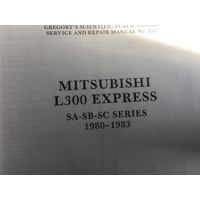 GREGORY'S SCIENTIFIC PUBLICATIONS
SERVICE AND REPAIR MANUAL No.
MITSUBISHI
L300 EXPRESS
SA-SB-SC SERIES
1980-1983